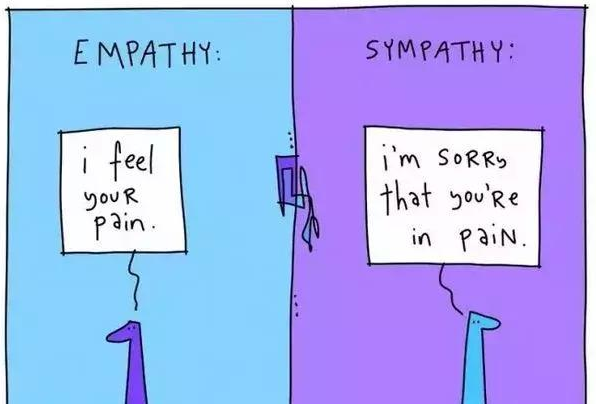 EMPATHY:
i feel
youR
pain.
SYMPATHY:
i'm SoRRy
that you'Re
in paiN.